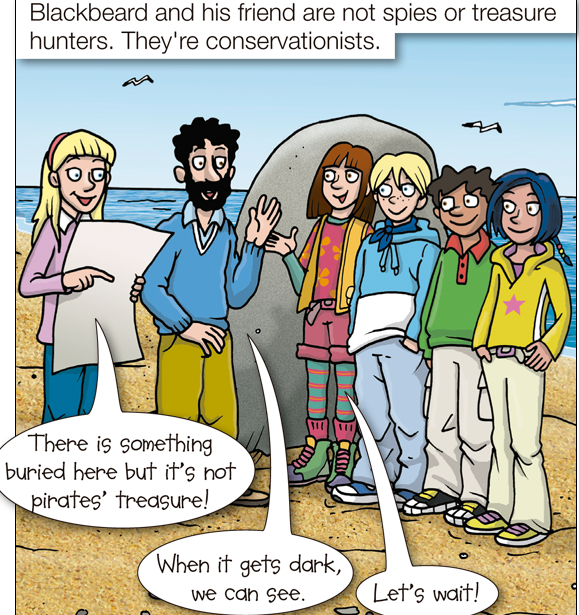 Blackbeard and his friend are not spies or treasure
hunters. They're conservationists.
There is something
buried here but it's not
pirates' treasure!
When it gets dark,
we can see.
Let's wait!